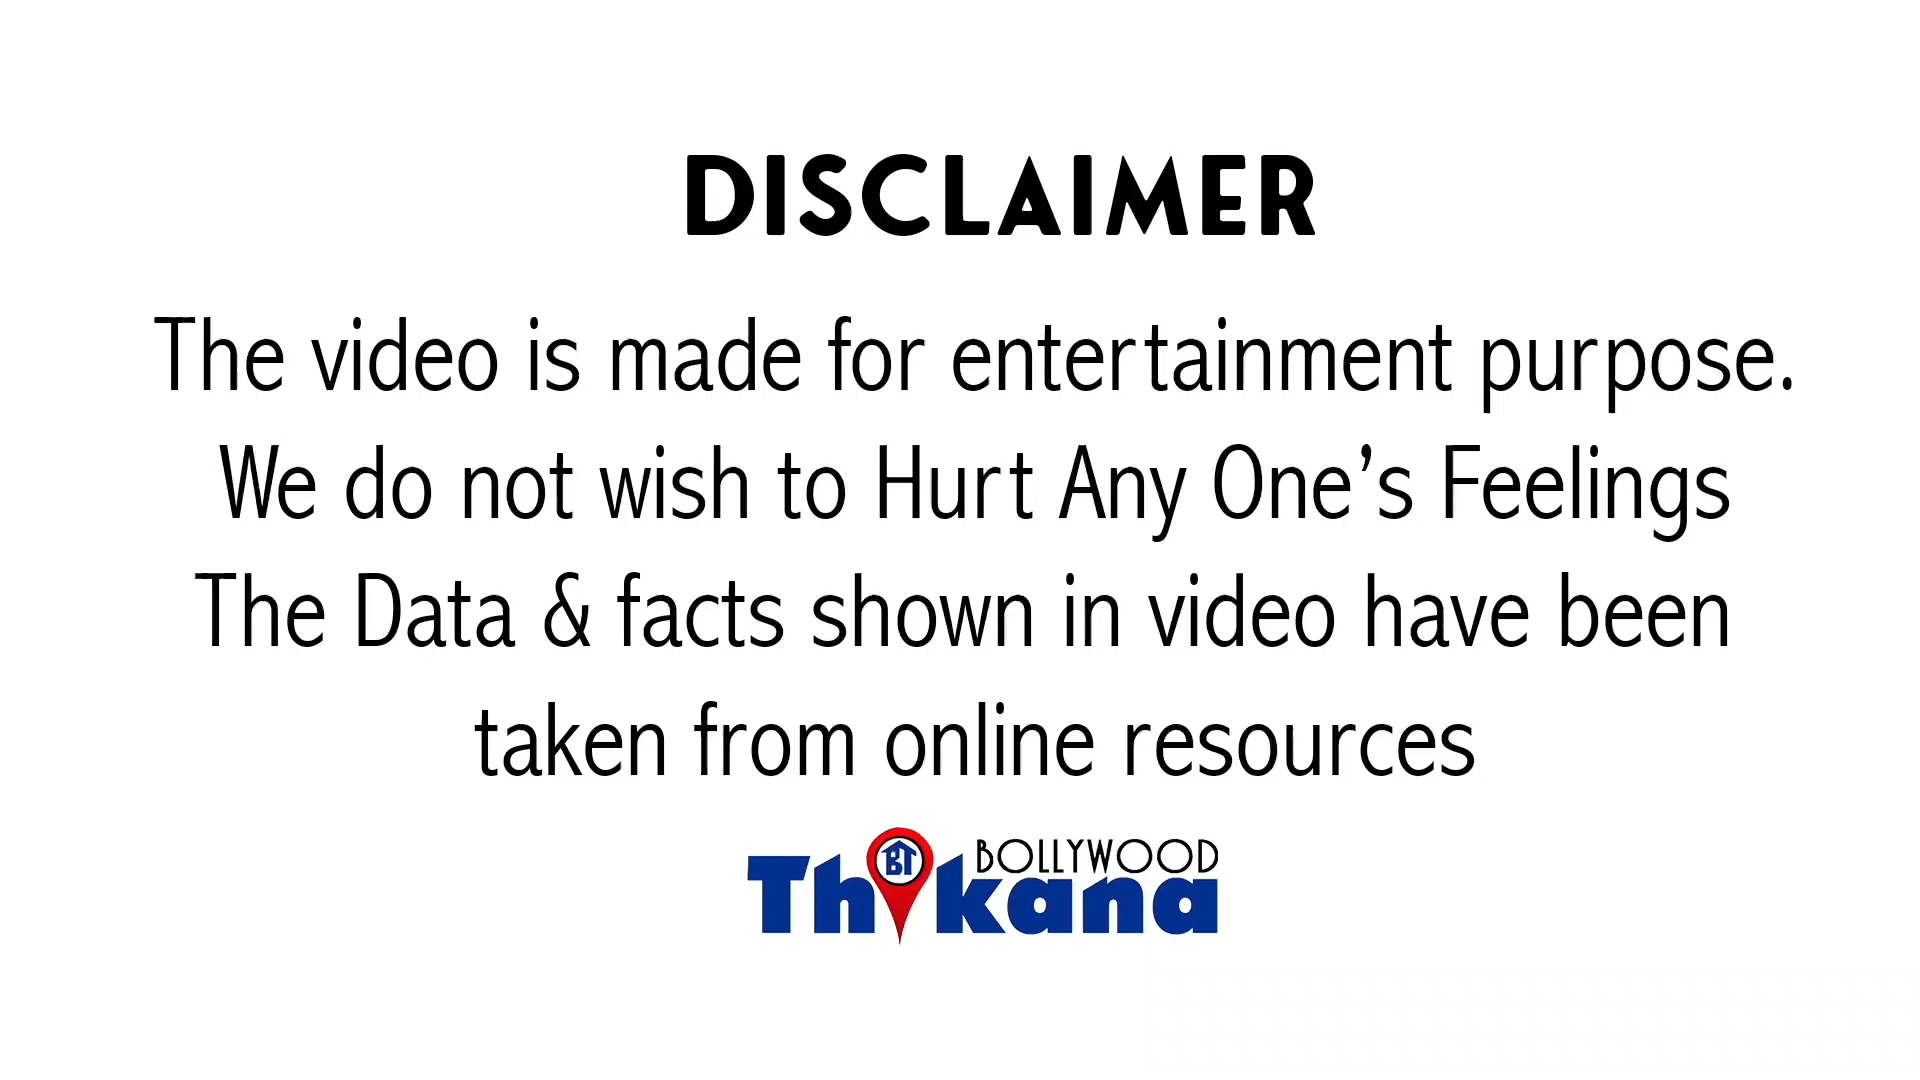 DISCLAIMER
The video is made for entertainment purpose.
We do not wish to Hurt Any One’s Feelings
The Data & facts shown in video have been
taken from online resources
BT
BOLLYWOOD
Thikana